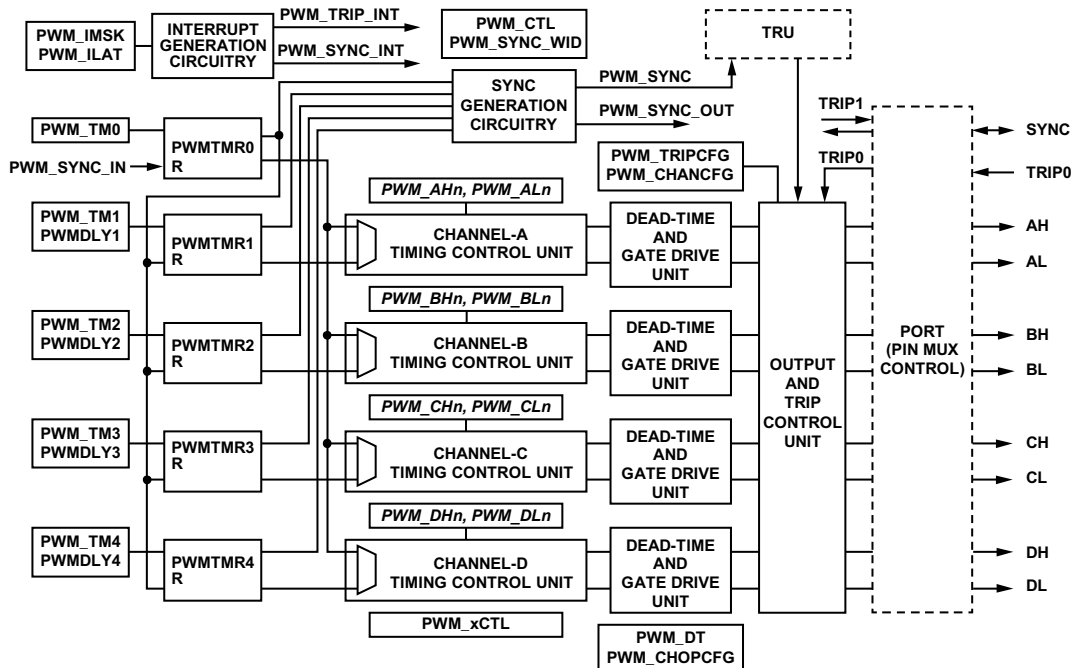 PWM_IMSK
PWM_ILAT
INTERRUPT
GENERATION
CIRCUITRY
PWM_TRIP_INT
PWM_SYNC_INT
PWM_CTL
PWM_SYNC_WID
TRU
SYNC
GENERATION
CIRCUITRY
PWM_SYNC
PWM_SYNC_OUT
TRIP1
TRIP0
SYNC
TRIP0
PWM_TM0
PWM_SYNC_IN
PWMTMR0
R
PWM_TRIPCFG
PWM_CHANCFG
PWM_TM1
PWMDLY1
PWMTMR1
R
PWM_AHn, PWM_ALn
CHANNEL-A
TIMING CONTROL UNIT
DEAD-TIME
AND
GATE DRIVE
UNIT
AH
AL
PWM_TM2
PWMDLY2
PWMTMR2
R
PWM_BHn, PWM_BLn
CHANNEL-B
TIMING CONTROL UNIT
DEAD-TIME
AND
GATE DRIVE
UNIT
OUTPUT
AND
TRIP
CONTROL
UNIT
PORT
(PIN MUX
CONTROL)
BH
BL
PWM_TM3
PWMDLY3
PWMTMR3
R
PWM_CHn, PWM_CLn
CHANNEL-C
TIMING CONTROL UNIT
DEAD-TIME
AND
GATE DRIVE
UNIT
CH
CL
PWM_TM4
PWMDLY4
PWMTMR4
R
PWM_DHn, PWM_DLn
CHANNEL-D
TIMING CONTROL UNIT
DEAD-TIME
AND
GATE DRIVE
UNIT
DH
DL
PWM_xCTL
PWM_DT
PWM_CHOPCFG